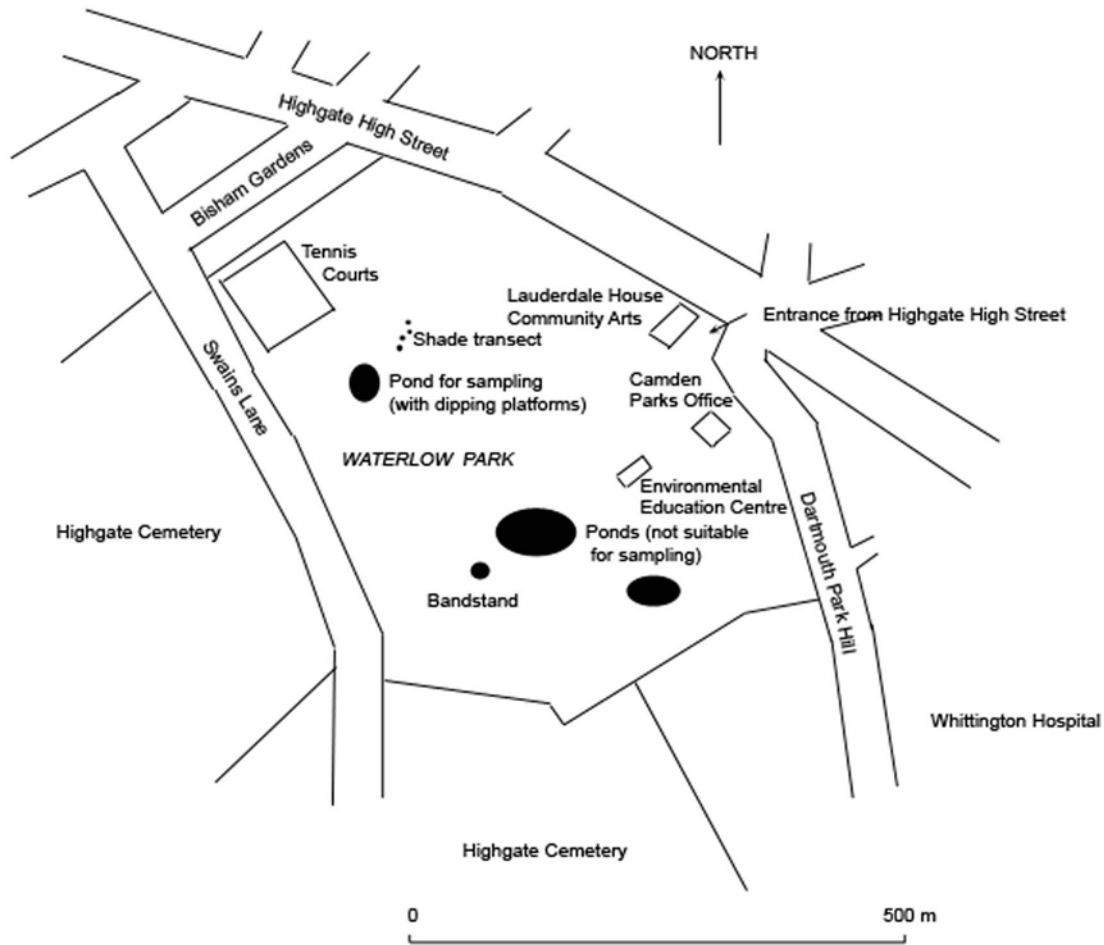 NORTH
Highgate High Street
Bisham Gardens
Tennis
Courts
Lauderdale House
Community Arts
Entrance from Highgate High Street
Shade transect
Swains Lane
Pond for sampling
(with dipping platforms)
Camden
Parks Office
WATERLOW PARK
Environmental
Education Centre
Dartmouth Park Hill
Highgate Cemetery
Ponds (not suitable
for sampling)
Bandstand
Whittington Hospital
Highgate Cemetery
0
500 m